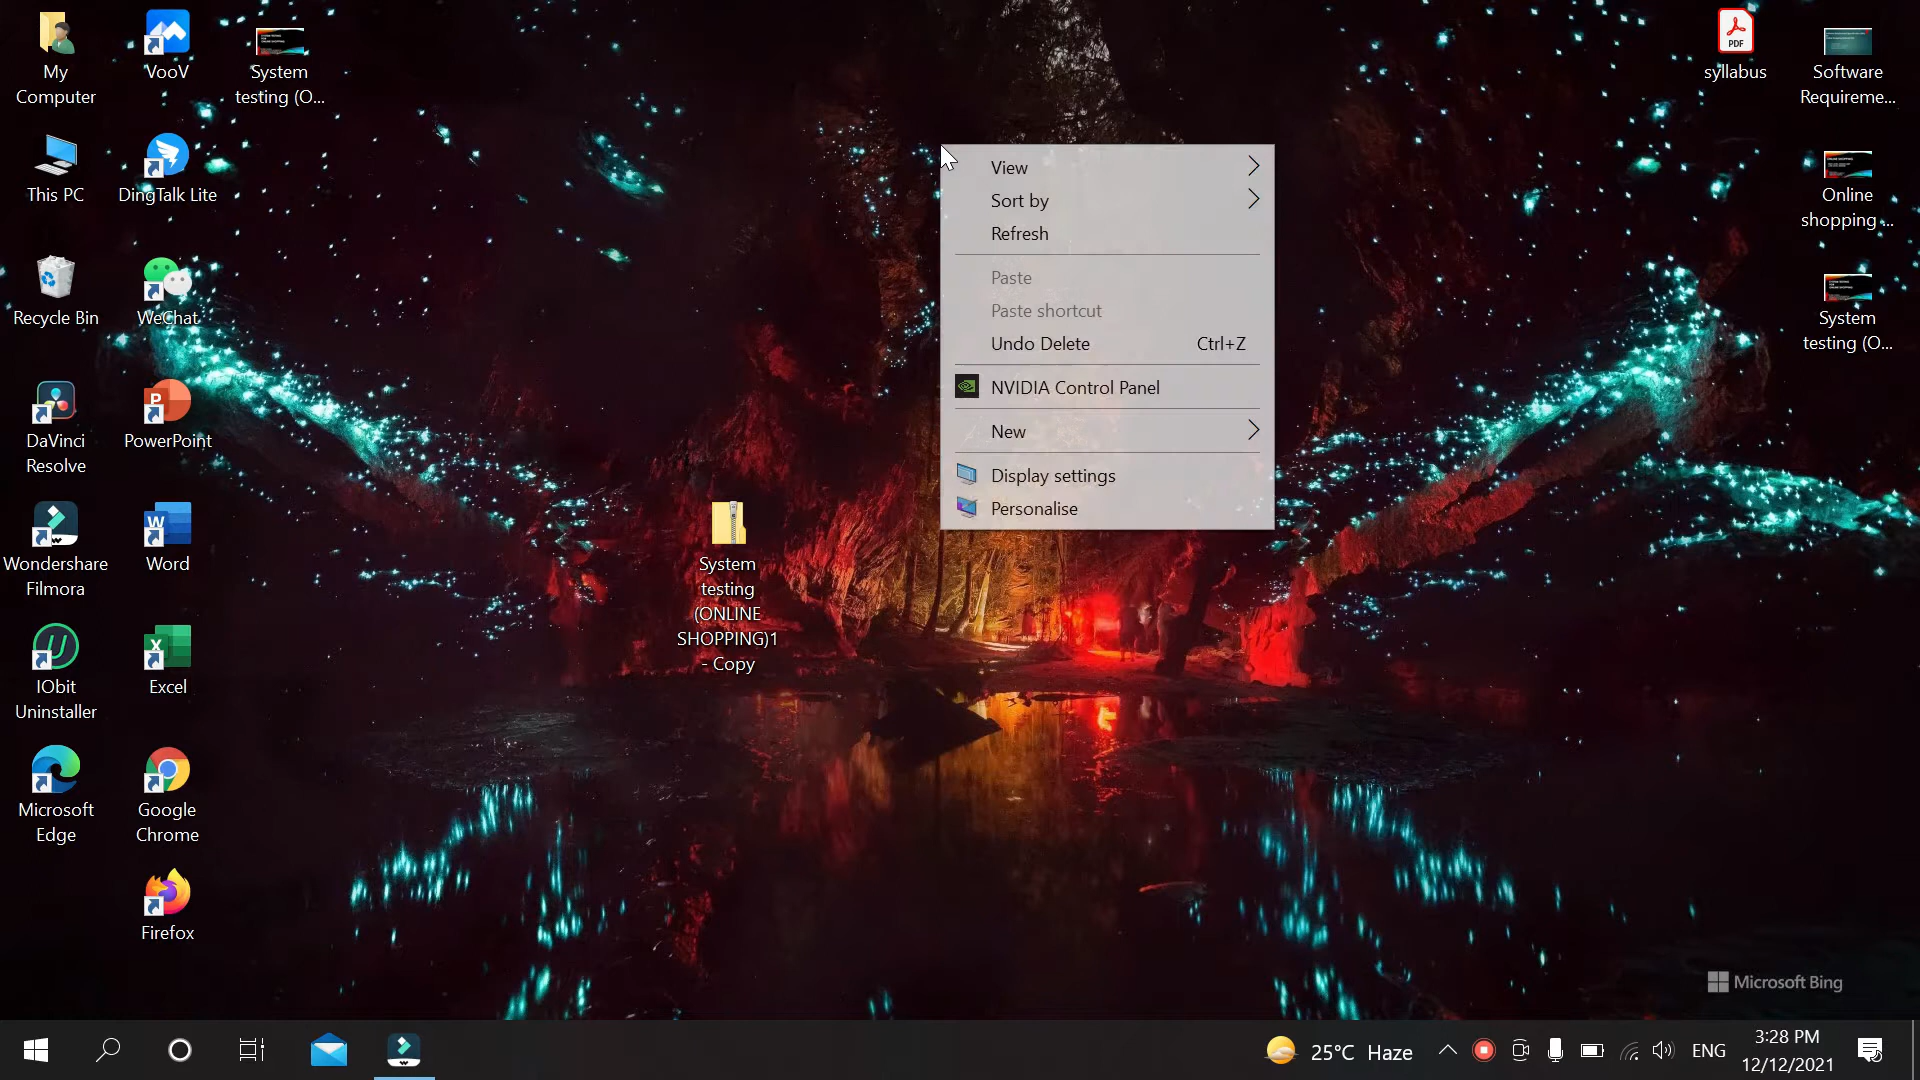 My
Computer
VooV
System
testing (O...
This PC
DingTalk Lite
Recycle Bin
WeChat
DaVinci
Resolve
P
PowerPoint
Wondershare
Filmora
W
Word
IObit
Uninstaller
X
Excel
Microsoft
Edge
Google
Chrome
Firefox
System
testing
(ONLINE
SHOPPING)1
- Copy
View
Sort by
Refresh
Paste
Paste shortcut
Undo Delete Ctrl+Z
NVIDIA Control Panel
New
Display settings
Personalise
PDF
syllabus
Software
Requireme...
Online
shopping ...
System
testing (O...
Microsoft Bing
25°C Haze
ENG
3:28 PM
12/12/2021